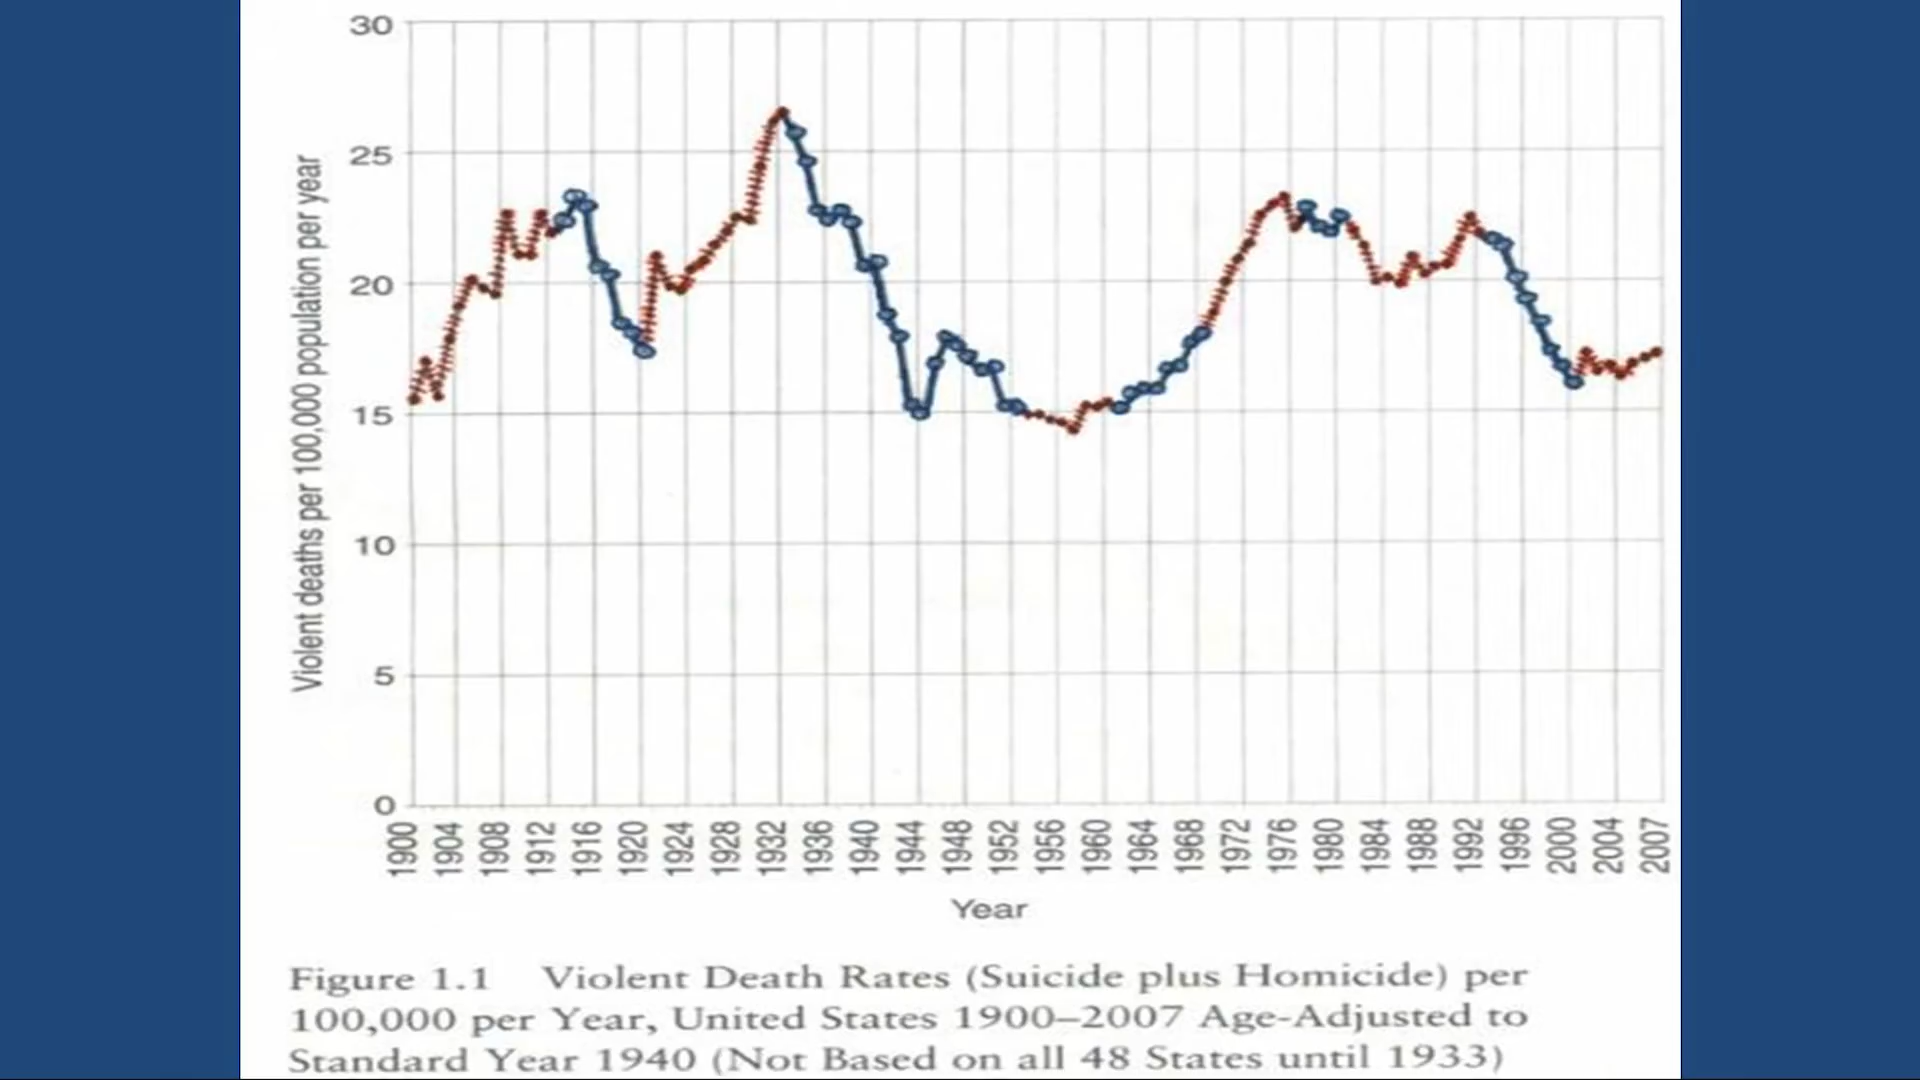 30
25
20
15
10
5
0
Violent deaths per 100,000 population per year
1900 1904 1908 1912 1916 1920 1924 1928 1932 1936 1940 1944 1948 1952 1956 1960 1964 1968 1972 1976 1980 1984 1988 1992 1996 2000 2004 2007
Year
Figure 1.1 Violent Death Rates (Suicide plus Homicide) per
100,000 per Year, United States 1900–2007 Age-Adjusted to
Standard Year 1940 (Not Based on all 48 States until 1933)